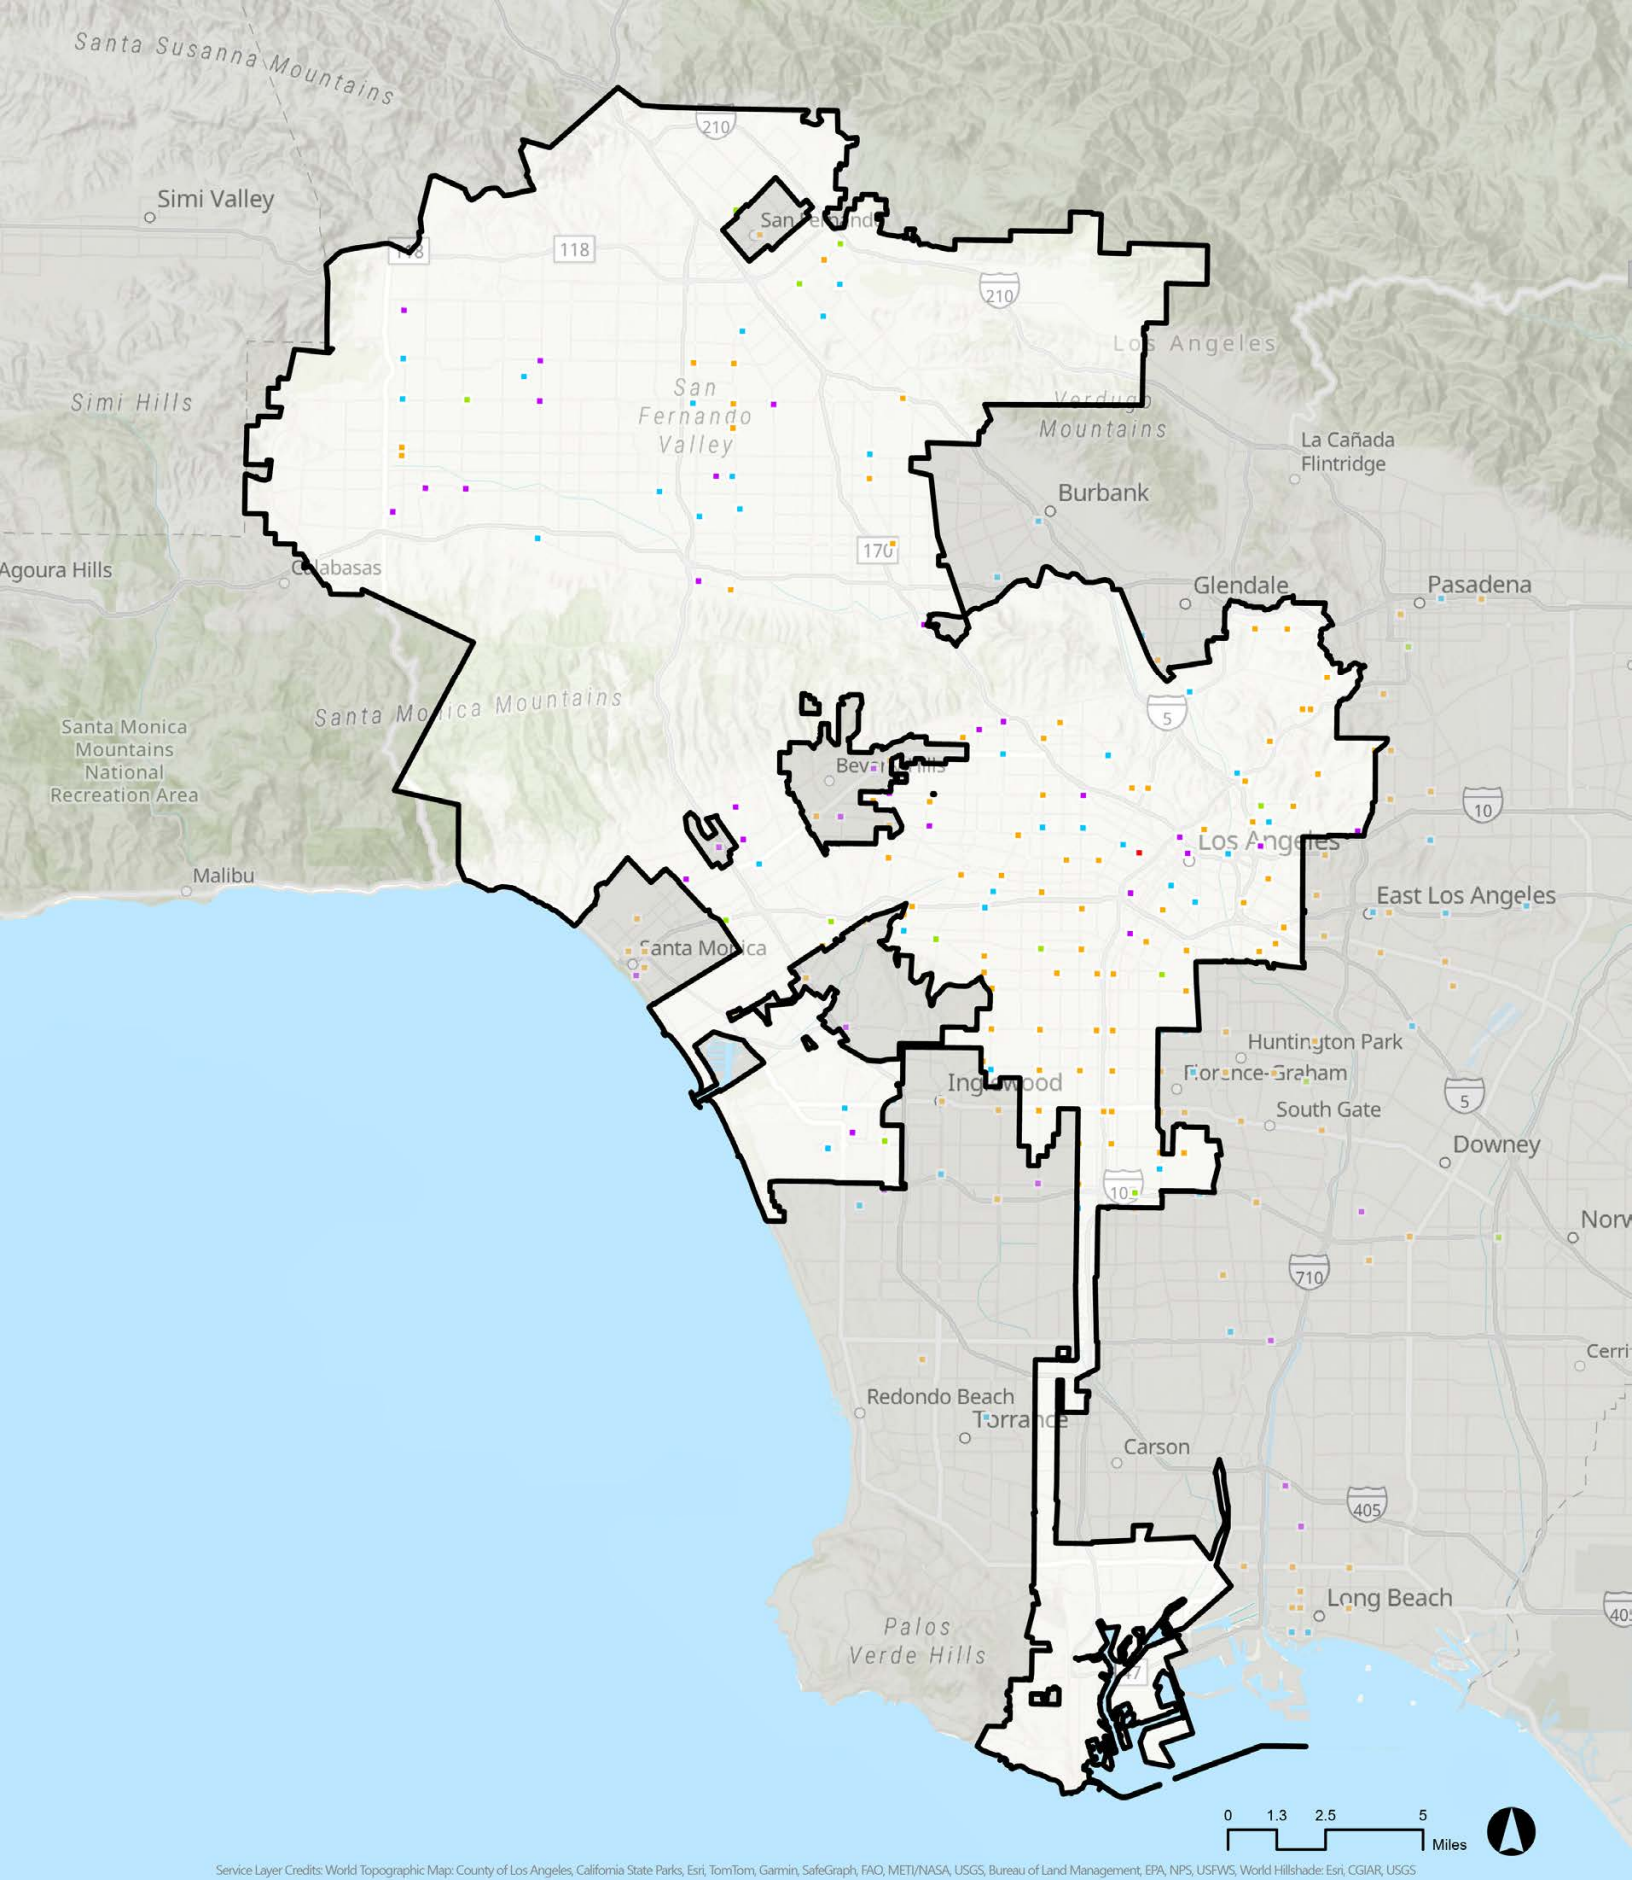 Santa Susanna Mountains
210
Simi Valley
San Fernando
118
118
210
Los Angeles
Simi Hills
San
Fernando
Valley
Verdugo
Mountains
La Cañada
Flintridge
Burbank
170
Agoura Hills
Calabasas
Glendale
Pasadena
Santa Monica Mountains
5
Santa Monica
Mountains
National
Recreation Area
Beverly Hills
10
Los Angeles
Malibu
East Los Angeles
Santa Monica
Huntington Park
Florence-Graham
Inglewood
5
South Gate
Downey
Norw
710
Cerri
Redondo Beach
Torrance
Carson
405
Long Beach
405
Palos
Verde Hills
47
0 1.3 2.5 5
Miles
Service Layer Credits: World Topographic Map: County of Los Angeles, California State Parks, Esri, TomTom, Garmin, SafeGraph, FAO, METI/NASA, USGS, Bureau of Land Management, EPA, NPS, USFWS, World Hillshade: Esri, CGIAR, USGS